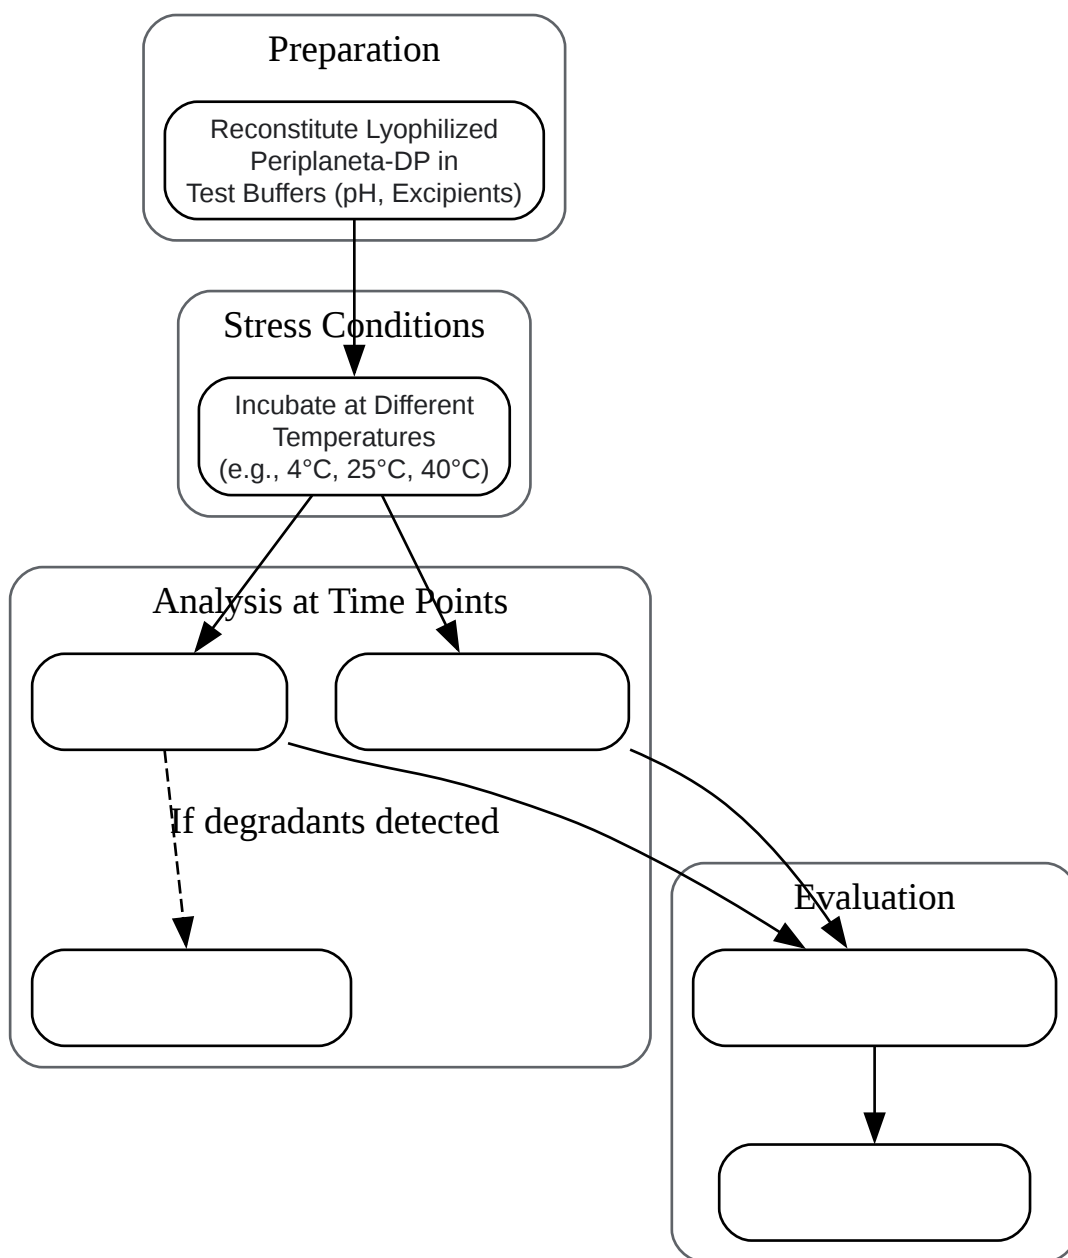 Preparation
Reconstitute Lyophilized
Periplaneta-DP in
Test Buffers (pH, Excipients)
Stress Conditions
Incubate at Different
Temperatures
(e.g., 4°C, 25°C, 40°C)
Analysis at Time Points
If degradants detected
Evaluation